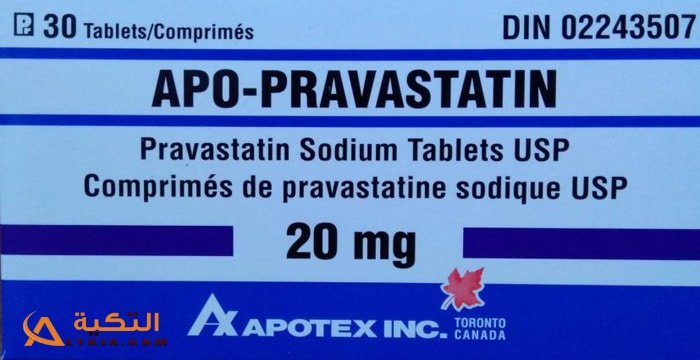 Pr 30 Tablets/Comprimés
DIN 02243507
APO-PRAVASTATIN
Pravastatin Sodium Tablets USP
Comprimés de pravastatine sodique USP
20 mg
APOTEX INC.
TORONTO
CANADA
التكية